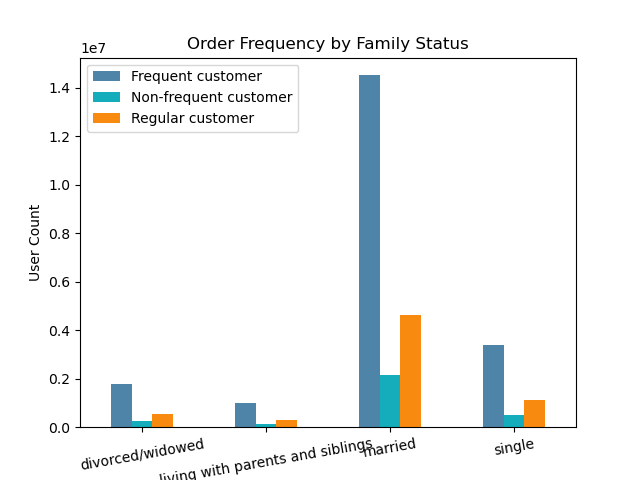 Order Frequency by Family Status
1e7
Frequent customer
Non-frequent customer
Regular customer
1.4
1.2
1.0
0.8
0.6
0.4
0.2
0.0
User Count
divorced/widowed
living with parents and siblings
married
single